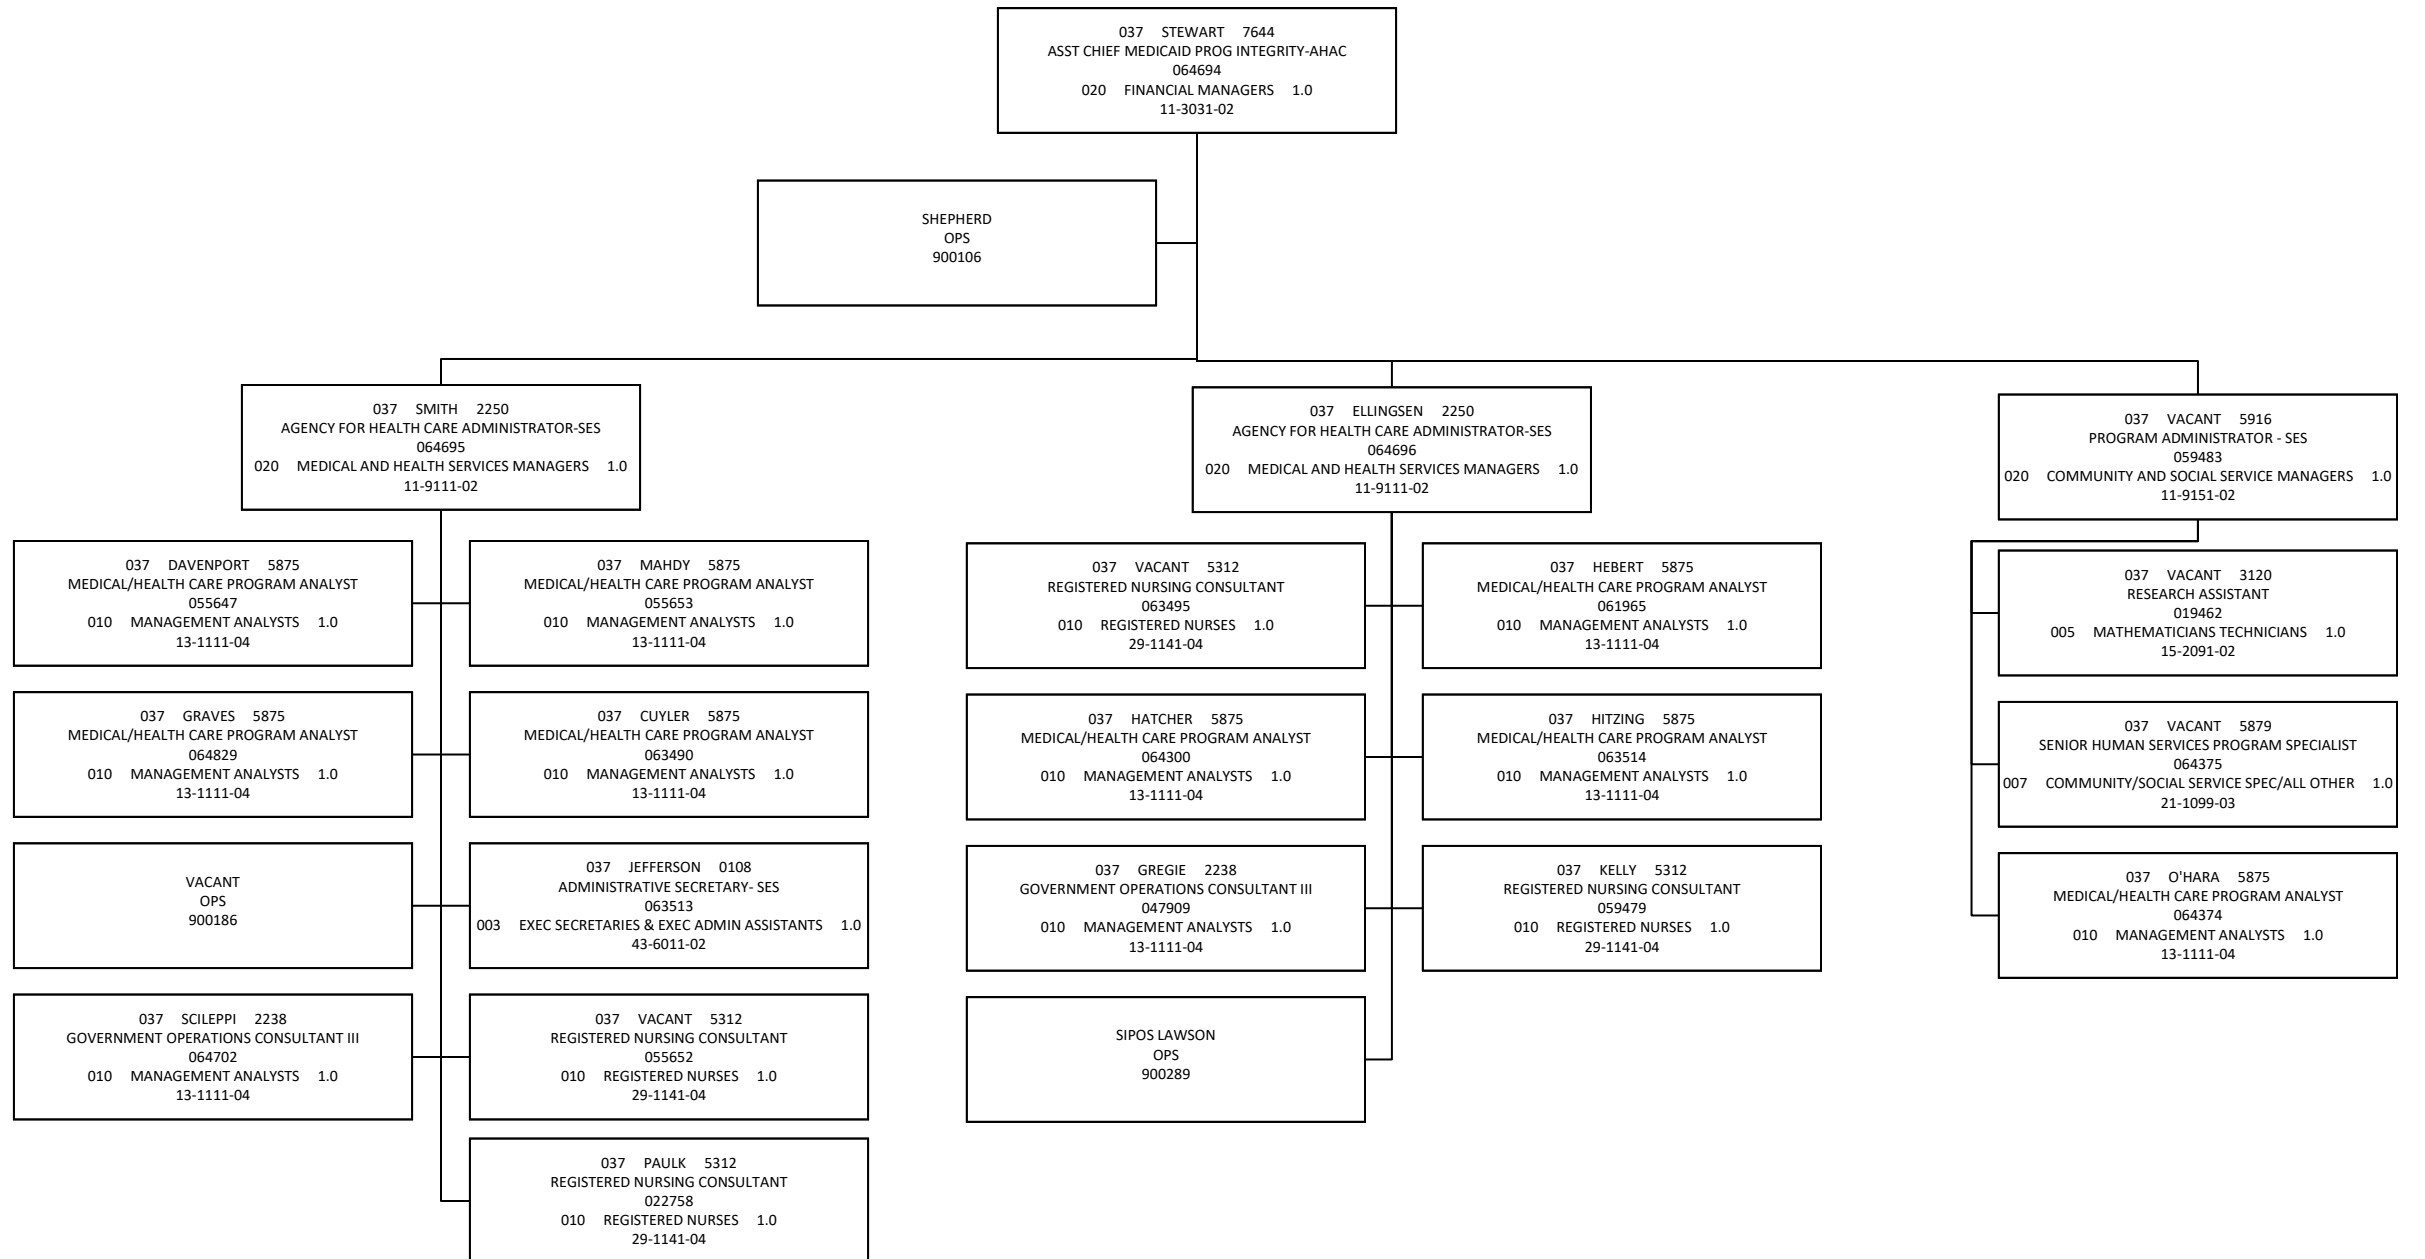 037 STEWART 7644
ASST CHIEF MEDICAID PROG INTEGRITY-AHAC
064694
020 FINANCIAL MANAGERS 1.0
11-3031-02
SHEPHERD
OPS
900106
037 SMITH 2250
AGENCY FOR HEALTH CARE ADMINISTRATOR-SES
064695
020 MEDICAL AND HEALTH SERVICES MANAGERS 1.0
11-9111-02
037 ELLINGSEN 2250
AGENCY FOR HEALTH CARE ADMINISTRATOR-SES
064696
020 MEDICAL AND HEALTH SERVICES MANAGERS 1.0
11-9111-02
037 VACANT 5916
PROGRAM ADMINISTRATOR - SES
059483
020 COMMUNITY AND SOCIAL SERVICE MANAGERS 1.0
11-9151-02
037 DAVENPORT 5875
MEDICAL/HEALTH CARE PROGRAM ANALYST
055647
010 MANAGEMENT ANALYSTS 1.0
13-1111-04
037 MAHDY 5875
MEDICAL/HEALTH CARE PROGRAM ANALYST
055653
010 MANAGEMENT ANALYSTS 1.0
13-1111-04
037 VACANT 5312
REGISTERED NURSING CONSULTANT
063495
010 REGISTERED NURSES 1.0
29-1141-04
037 HEBERT 5875
MEDICAL/HEALTH CARE PROGRAM ANALYST
061965
010 MANAGEMENT ANALYSTS 1.0
13-1111-04
037 VACANT 3120
RESEARCH ASSISTANT
019462
005 MATHEMATICIANS TECHNICIANS 1.0
15-2091-02
037 GRAVES 5875
MEDICAL/HEALTH CARE PROGRAM ANALYST
064829
010 MANAGEMENT ANALYSTS 1.0
13-1111-04
037 CUYLER 5875
MEDICAL/HEALTH CARE PROGRAM ANALYST
063490
010 MANAGEMENT ANALYSTS 1.0
13-1111-04
037 HATCHER 5875
MEDICAL/HEALTH CARE PROGRAM ANALYST
064300
010 MANAGEMENT ANALYSTS 1.0
13-1111-04
037 HITZING 5875
MEDICAL/HEALTH CARE PROGRAM ANALYST
063514
010 MANAGEMENT ANALYSTS 1.0
13-1111-04
037 VACANT 5879
SENIOR HUMAN SERVICES PROGRAM SPECIALIST
064375
007 COMMUNITY/SOCIAL SERVICE SPEC/ALL OTHER 1.0
21-1099-03
VACANT
OPS
900186
037 JEFFERSON 0108
ADMINISTRATIVE SECRETARY- SES
063513
003 EXEC SECRETARIES & EXEC ADMIN ASSISTANTS 1.0
43-6011-02
037 GREGIE 2238
GOVERNMENT OPERATIONS CONSULTANT III
047909
010 MANAGEMENT ANALYSTS 1.0
13-1111-04
037 KELLY 5312
REGISTERED NURSING CONSULTANT
059479
010 REGISTERED NURSES 1.0
29-1141-04
037 O'HARA 5875
MEDICAL/HEALTH CARE PROGRAM ANALYST
064374
010 MANAGEMENT ANALYSTS 1.0
13-1111-04
037 SCILEPPI 2238
GOVERNMENT OPERATIONS CONSULTANT III
064702
010 MANAGEMENT ANALYSTS 1.0
13-1111-04
037 VACANT 5312
REGISTERED NURSING CONSULTANT
055652
010 REGISTERED NURSES 1.0
29-1141-04
SIPOS LAWSON
OPS
900289
037 PAULK 5312
REGISTERED NURSING CONSULTANT
022758
010 REGISTERED NURSES 1.0
29-1141-04